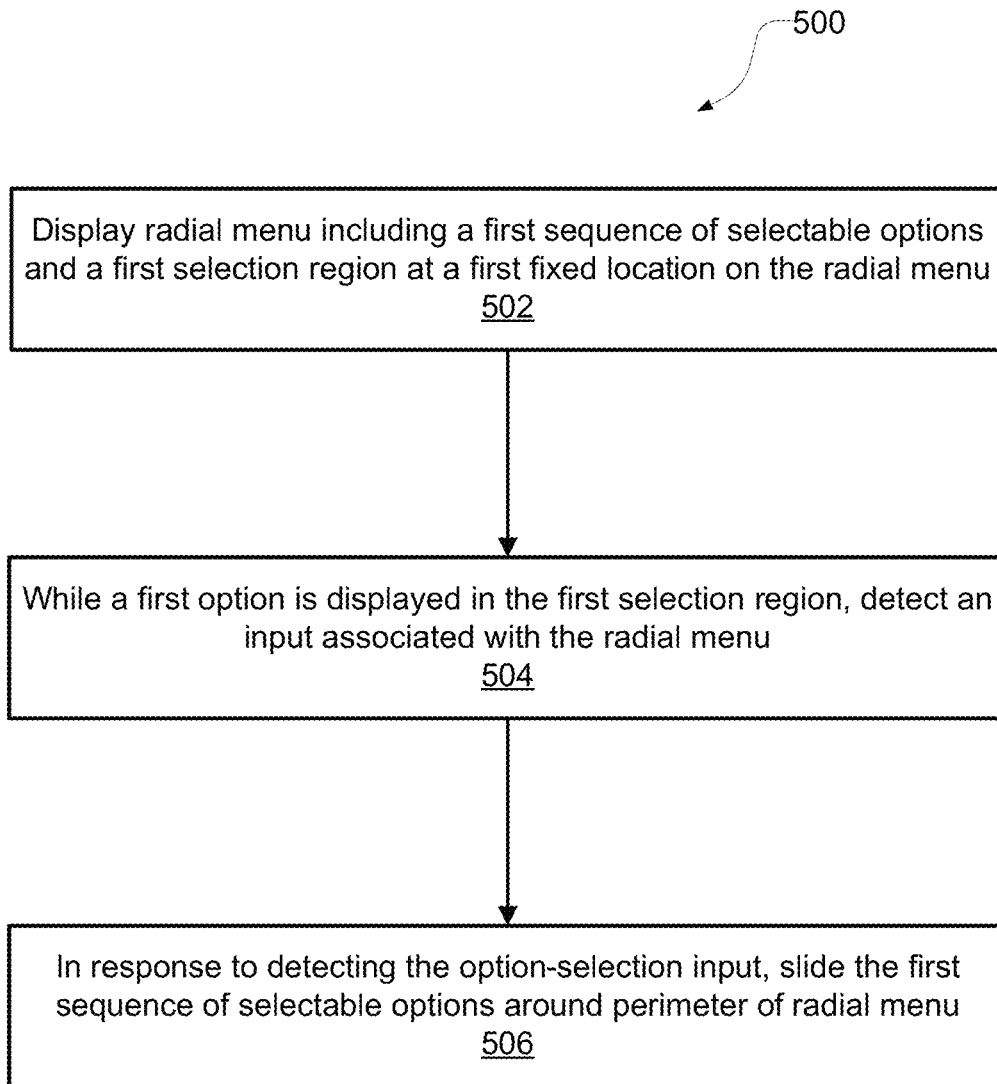 500
Display radial menu including a first sequence of selectable options
and a first selection region at a first fixed location on the radial menu
502
While a first option is displayed in the first selection region, detect an
input associated with the radial menu
504
In response to detecting the option-selection input, slide the first
sequence of selectable options around perimeter of radial menu
506